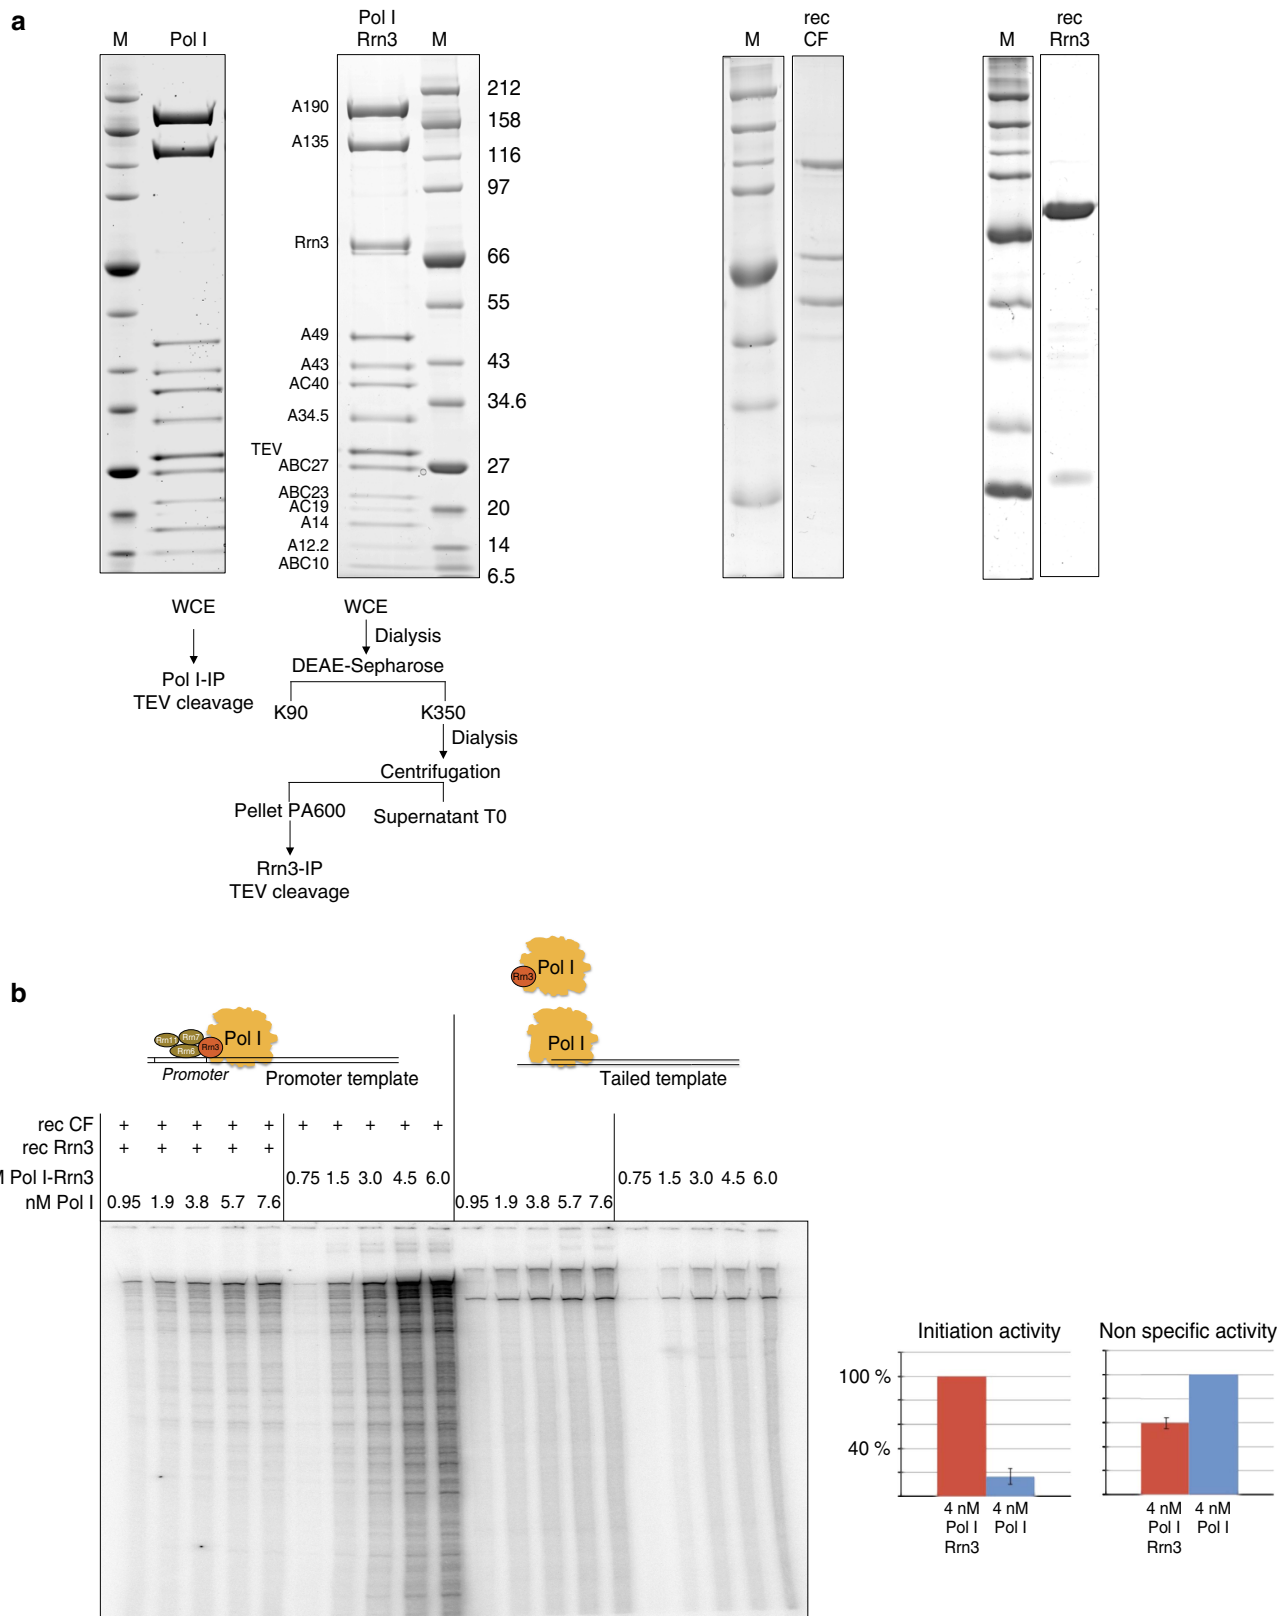 a
M
Pol I
Pol I
Rrn3
M
M
rec
CF
M
rec
Rrn3
A190
A135
Rrn3
A49
A43
AC40
A34.5
TEV
ABC27
ABC23
AC19
A14
A12.2
ABC10
212
158
116
97
66
55
43
34.6
27
20
14
6.5
WCE
Pol I-IP
TEV cleavage
WCE
Dialysis
DEAE-Sepharose
K90
K350
Dialysis
Centrifugation
Pellet PA600
Supernatant T0
Rrn3-IP
TEV cleavage
b
Rrn11
Rrn7
Rrn6
Rrn3
Pol I
Promoter
Promoter template
Rrn3
Pol I
Pol I
Tailed template
rec CF + + + + + + + + + +
rec Rrn3 + + + + +
M Pol I-Rrn3 0.75 1.5 3.0 4.5 6.0 0.75 1.5 3.0 4.5 6.0
nM Pol I 0.95 1.9 3.8 5.7 7.6 0.95 1.9 3.8 5.7 7.6
Initiation activity
100 %
40 %
4 nM
Pol I
Rrn3
4 nM
Pol I
Non specific activity
4 nM
Pol I
Rrn3
4 nM
Pol I